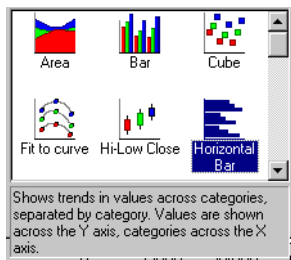 Area Bar Cube
Fit to curve Hi-Low Close Horizontal
Bar
Shows trends in values across categories,
separated by category. Values are shown
across the Y axis, categories across the X
axis.